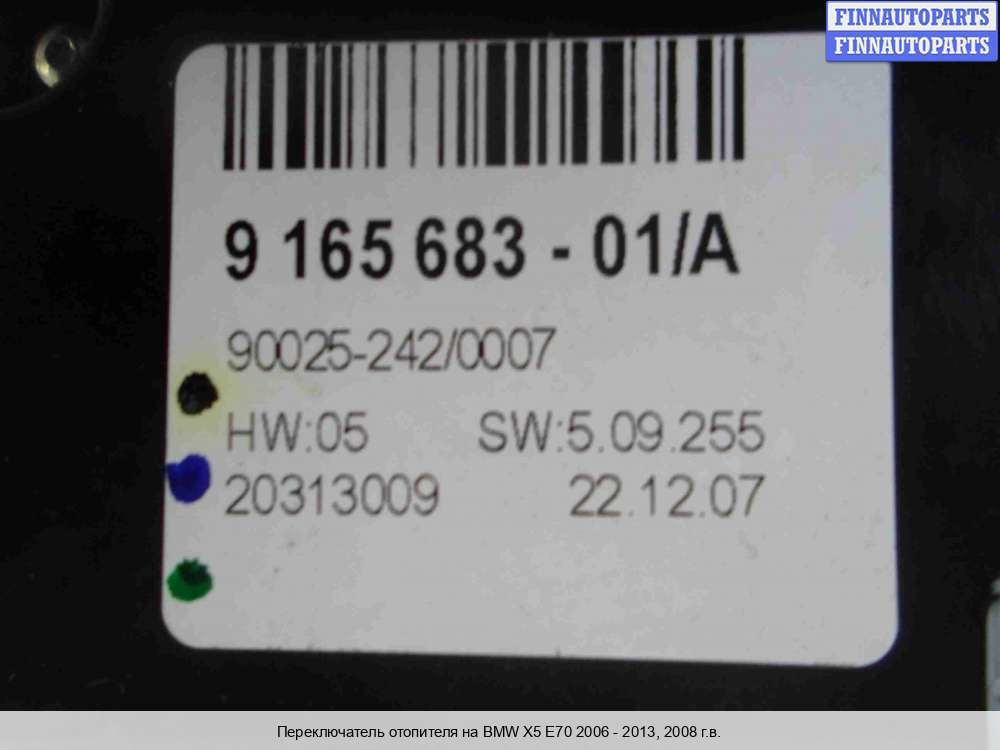 FINNAUTOPARTS
FINNAUTOPARTS
9 165 683 - 01/A
90025-242/0007
HW:05 SW:5.09.255
20313009 22.12.07
Переключатель отопителя на BMW X5 E70 2006 - 2013, 2008 г.в.